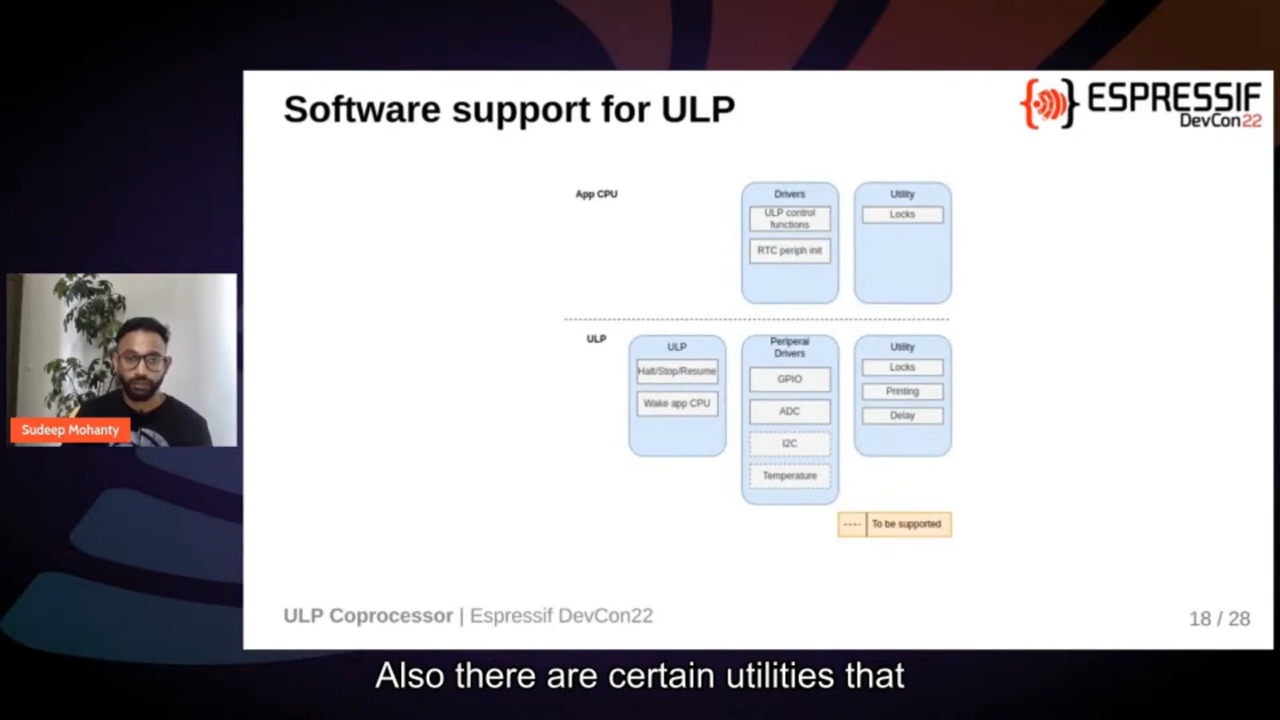 Software support for ULP
ESPRESSIF
DevCon22
App CPU
Drivers
ULP control
functions
RTC periph init
Utility
Locks
ULP
ULP
Halt/Stop/Resume
Wake app CPU
Periperal
Drivers
GPIO
ADC
I2C
Temperature
Utility
Locks
Printing
Delay
To be supported
Sudeep Mohanty
ULP Coprocessor | Espressif DevCon22
18 / 28
Also there are certain utilities that